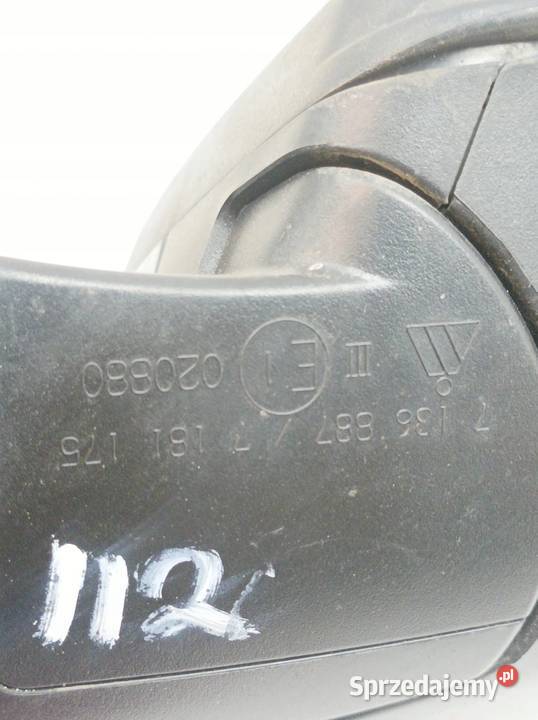 7 136 887 / 7 181 175
III E1 020880
112
Sprzedajemy.pl